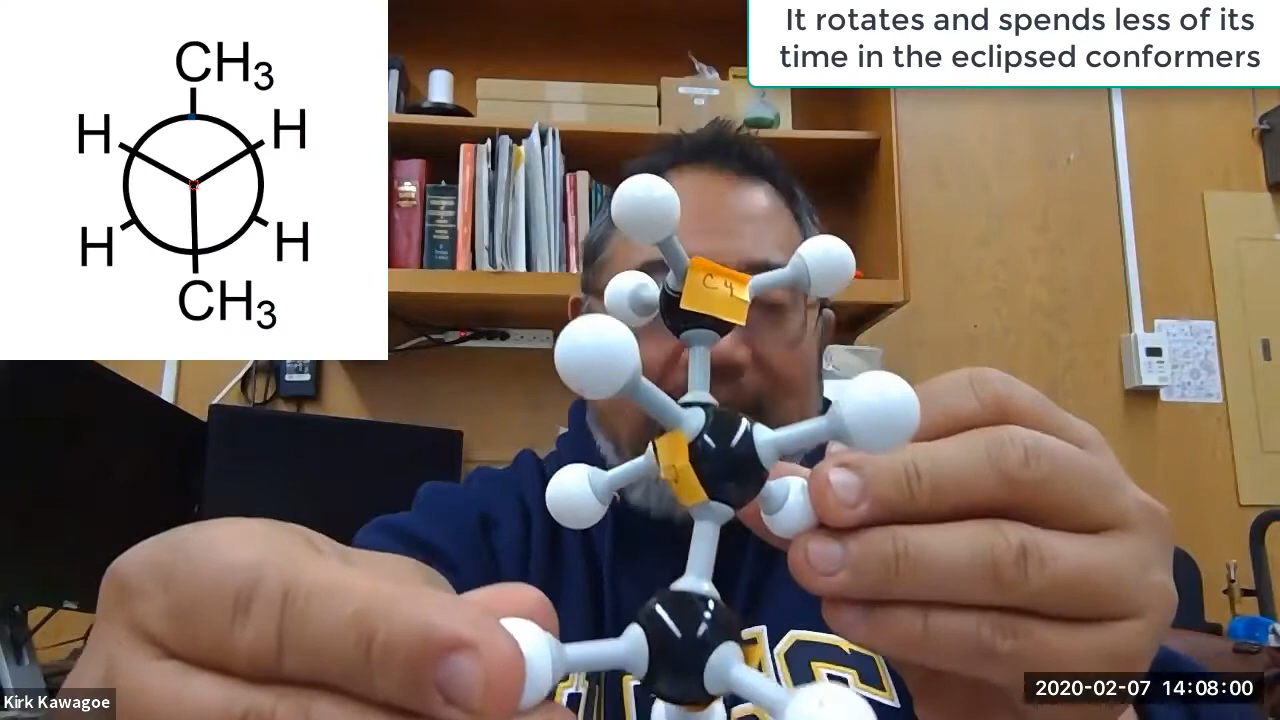 It rotates and spends less of its
time in the eclipsed conformers
CH3
H H
H H
CH3
C4
Kirk Kawagoe
2020-02-07 14:08:00